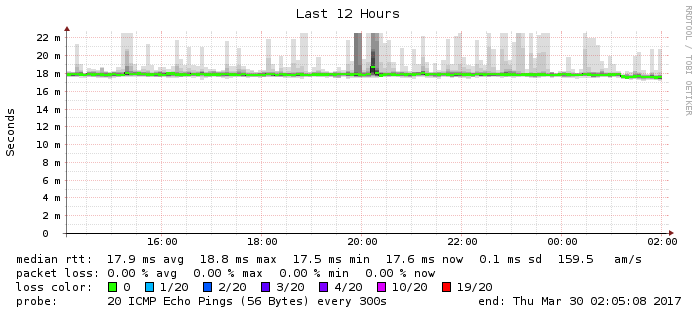 Last 12 Hours
RRDTOOL / TOBI OETIKER
Seconds
22 m
20 m
18 m
16 m
14 m
12 m
10 m
8 m
6 m
4 m
2 m
0
16:00 18:00 20:00 22:00 00:00 02:00
median rtt: 17.9 ms avg 18.8 ms max 17.5 ms min 17.6 ms now 0.1 ms sd 159.5 am/s
packet loss: 0.00 % avg 0.00 % max 0.00 % min 0.00 % now
loss color: 0 1/20 2/20 3/20 4/20 10/20 19/20
probe: 20 ICMP Echo Pings (56 Bytes) every 300s end: Thu Mar 30 02:05:08 2017